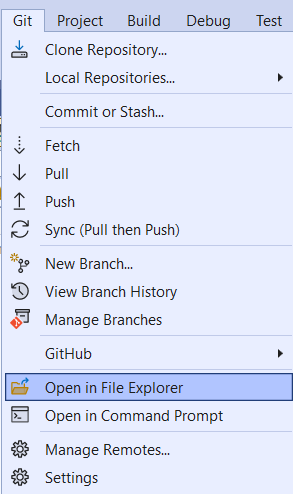 Git Project Build Debug Test
Clone Repository...
Local Repositories...
Commit or Stash...
Fetch
Pull
Push
Sync (Pull then Push)
New Branch...
View Branch History
Manage Branches
GitHub
Open in File Explorer
Open in Command Prompt
Manage Remotes...
Settings